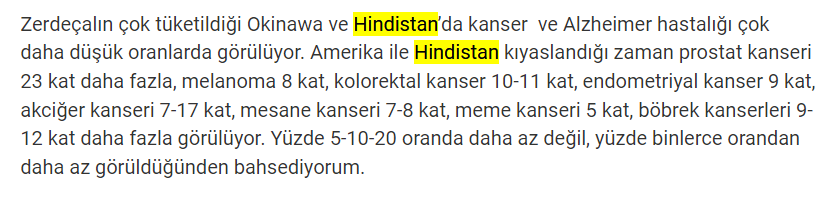 Zerdeçalın çok tüketildiği Okinawa ve Hindistan'da kanser ve Alzheimer hastalığı çok
daha düşük oranlarda görülüyor. Amerika ile Hindistan kıyaslandığı zaman prostat kanseri
23 kat daha fazla, melanoma 8 kat, kolorektal kanser 10-11 kat, endometriyal kanser 9 kat,
akciğer kanseri 7-17 kat, mesane kanseri 7-8 kat, meme kanseri 5 kat, böbrek kanserleri 9-
12 kat daha fazla görülüyor. Yüzde 5-10-20 oranda daha az değil, yüzde binlerce orandan
daha az görüldüğünden bahsediyorum.